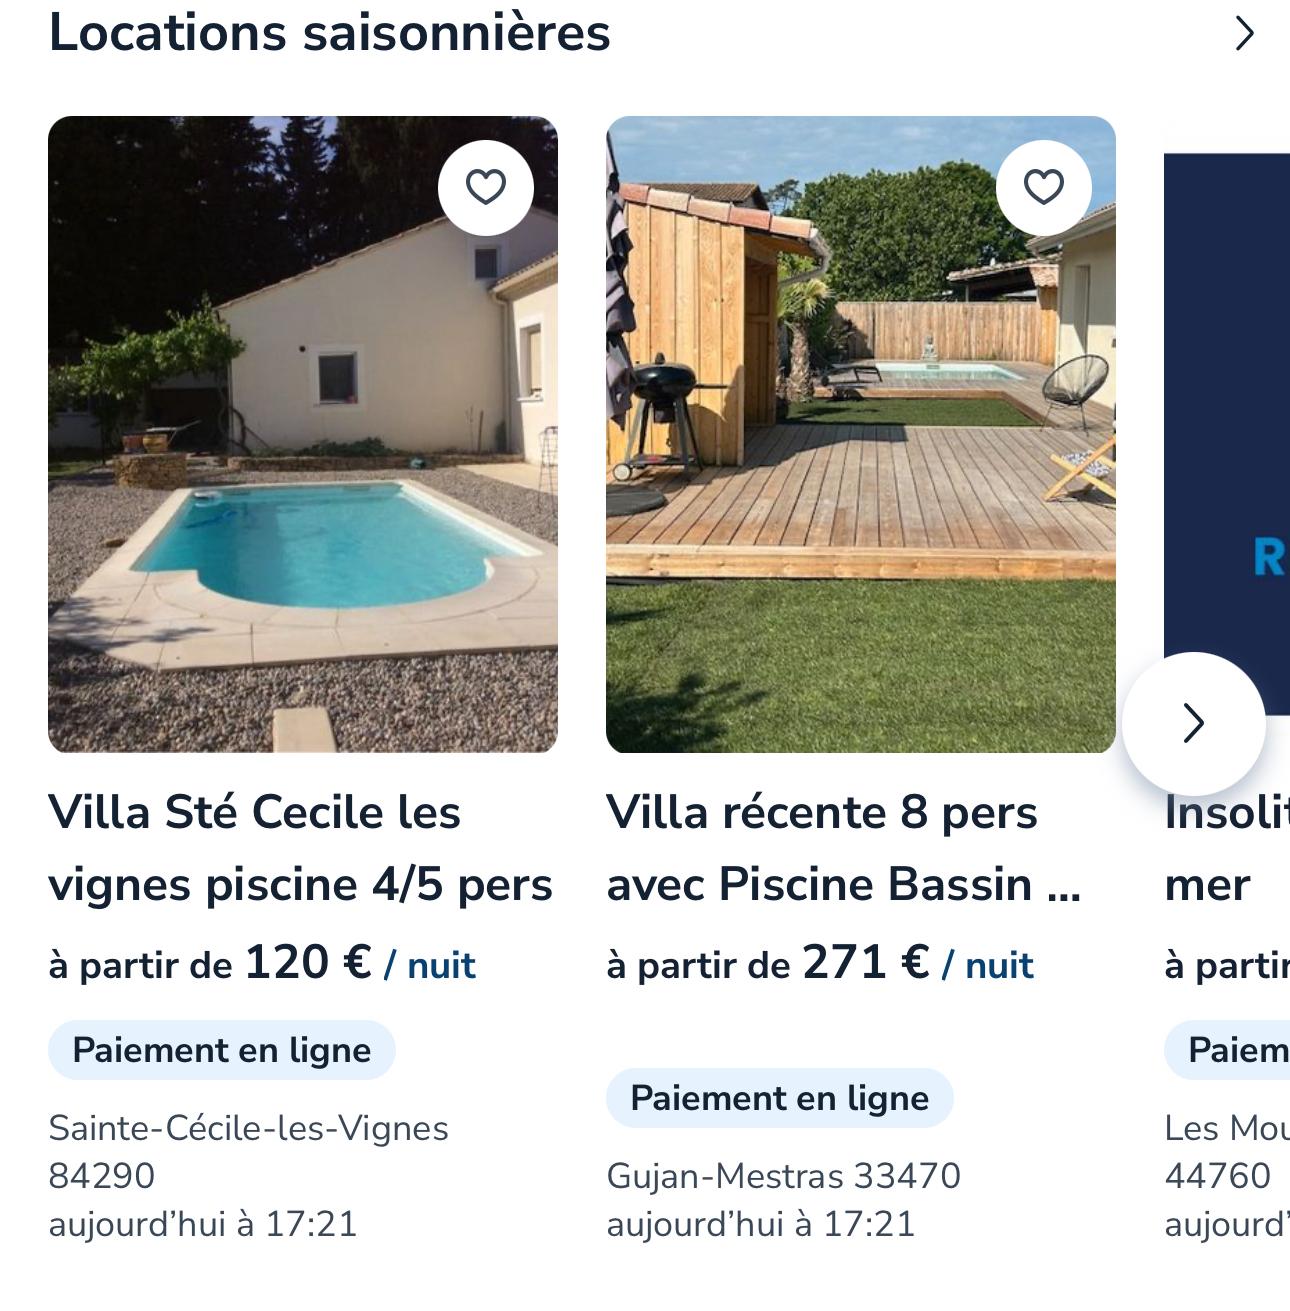 Locations saisonnières
R
Villa Sté Cecile les
vignes piscine 4/5 pers
à partir de 120 € / nuit
Paiement en ligne
Sainte-Cécile-les-Vignes
84290
aujourd’hui à 17:21
Villa récente 8 pers
avec Piscine Bassin ...
à partir de 271 € / nuit
Paiement en ligne
Gujan-Mestras 33470
aujourd’hui à 17:21
Insolit
mer
à partir
Paiem
Les Mou
44760
aujourd’